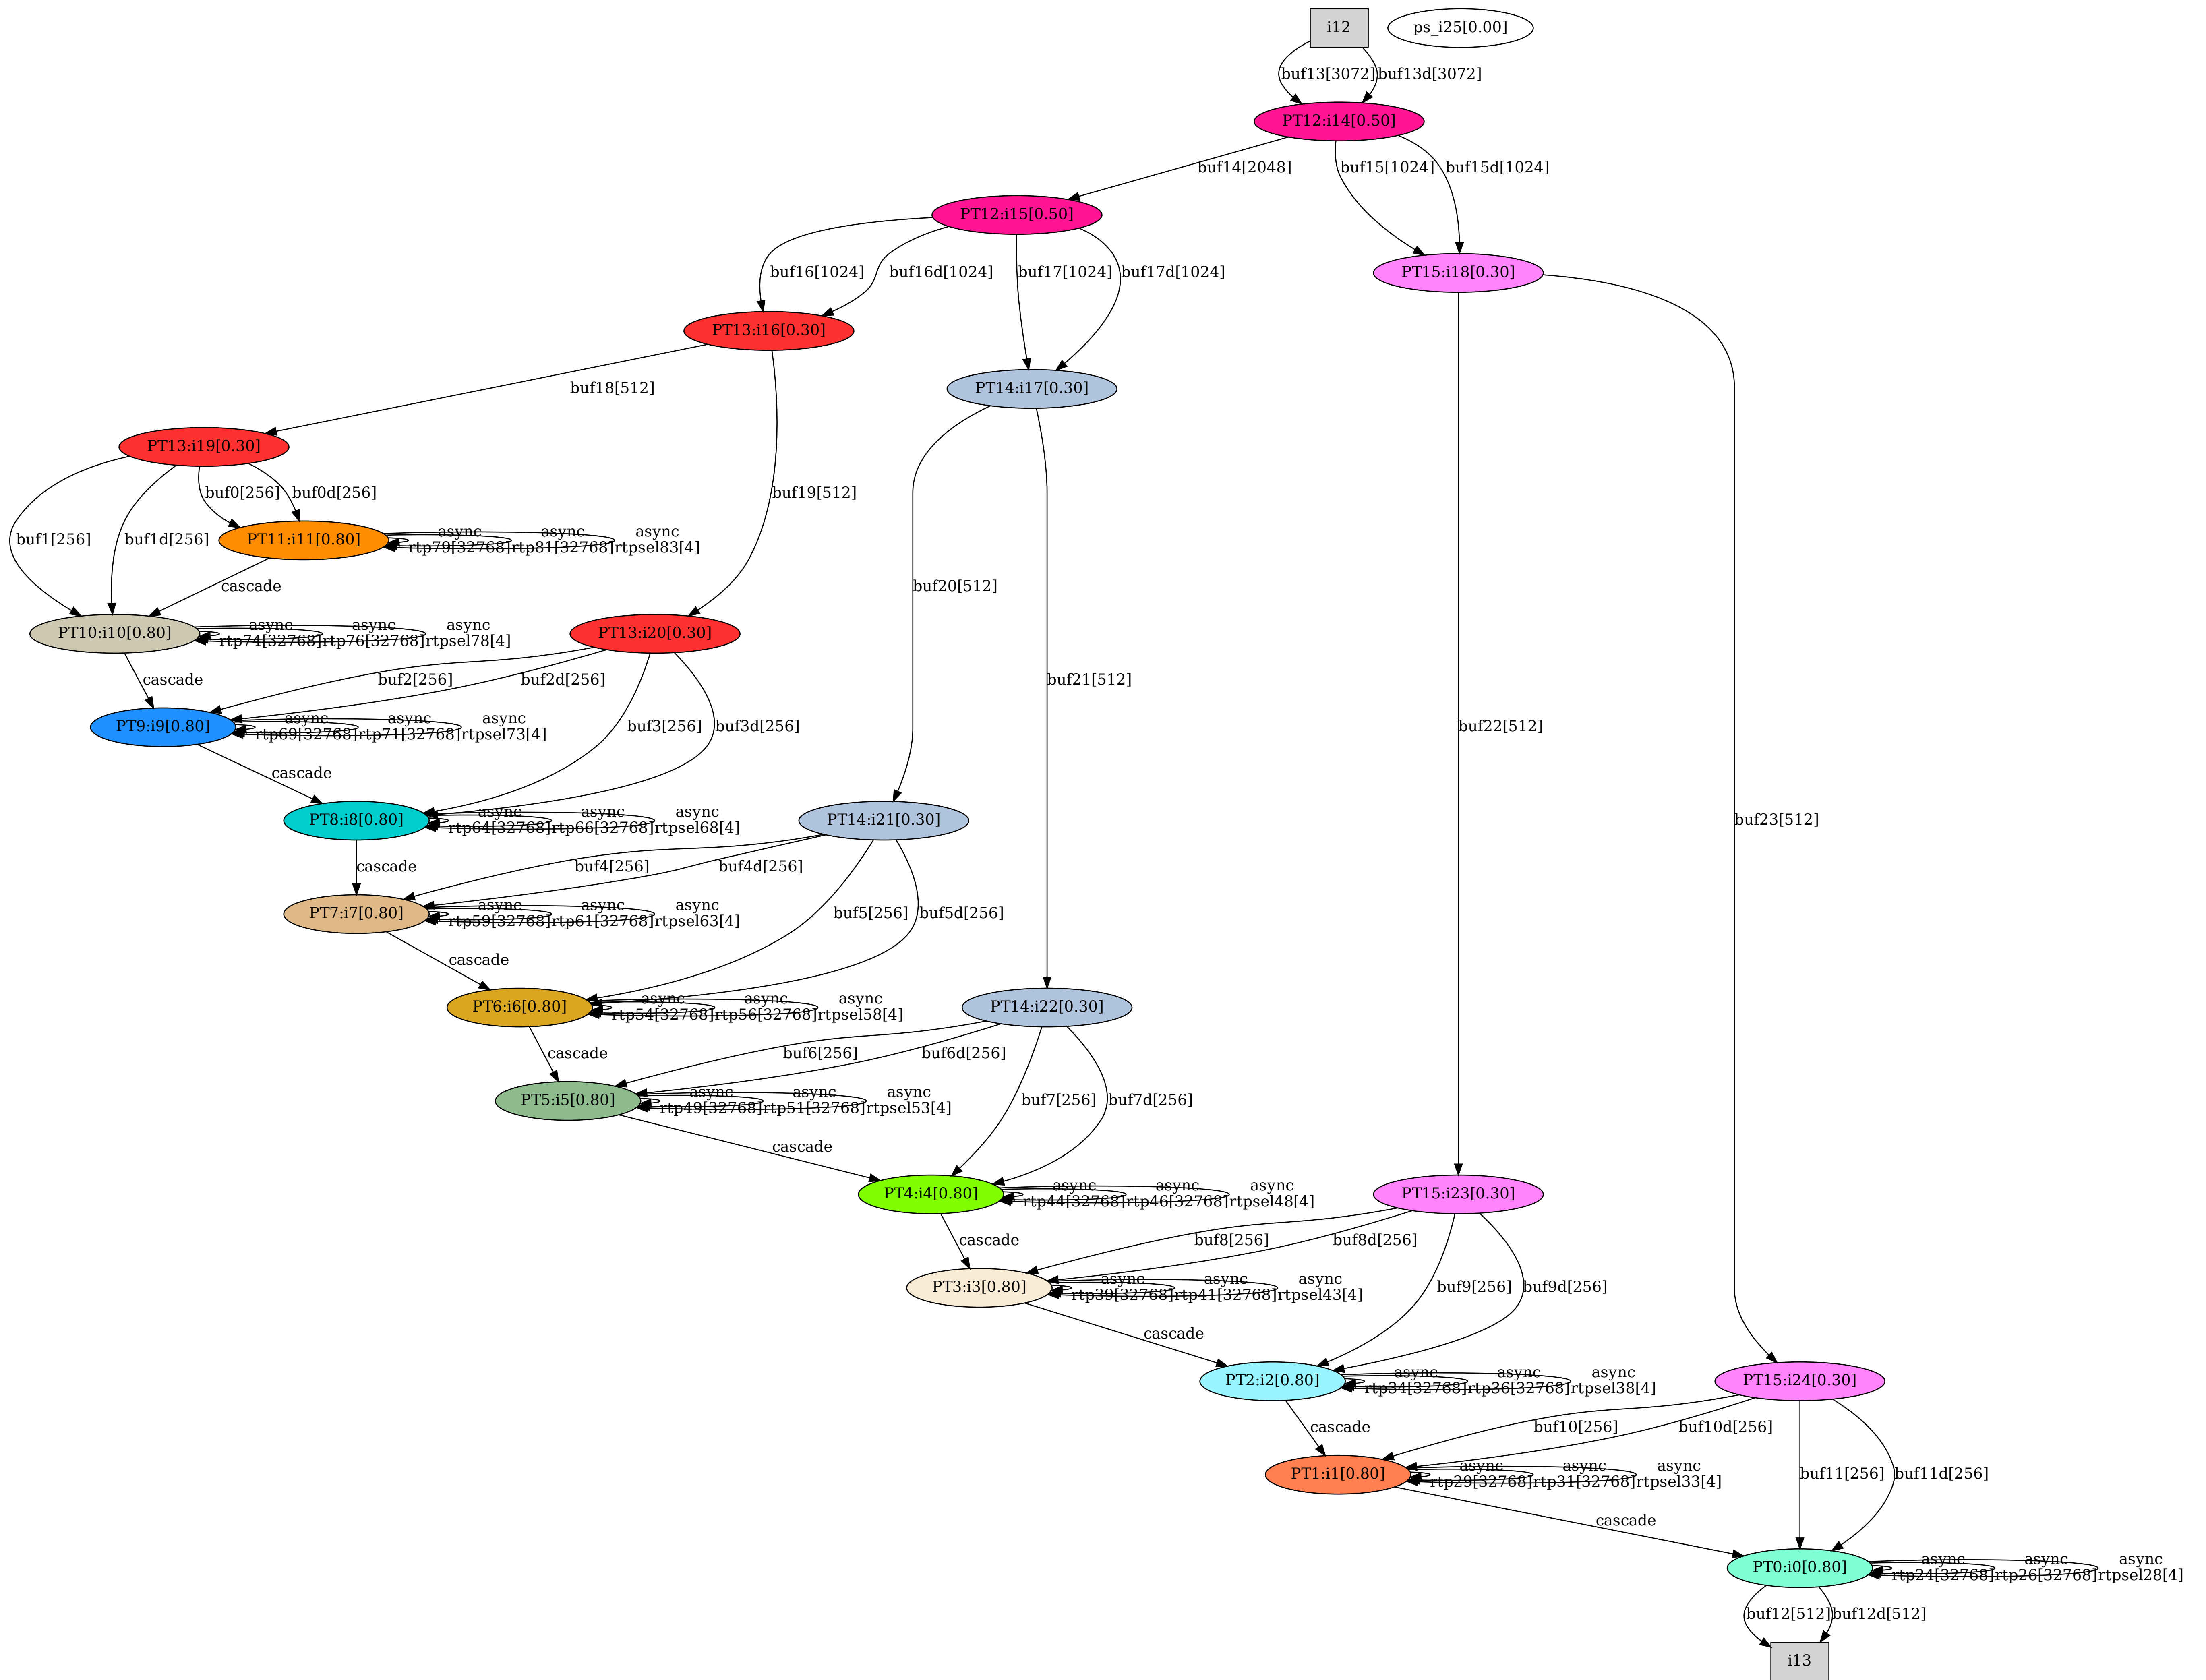 i12
ps_i25[0.00]
buf13[3072]
buf13d[3072]
PT12:i14[0.50]
buf14[2048]
buf15[1024]
buf15d[1024]
PT12:i15[0.50]
buf16[1024]
buf16d[1024]
buf17[1024]
buf17d[1024]
PT15:i18[0.30]
PT13:i16[0.30]
buf18[512]
PT14:i17[0.30]
PT13:i19[0.30]
buf0[256]
buf0d[256]
buf19[512]
buf1[256]
buf1d[256]
PT11:i11[0.80]
async
rtp79[32768]
async
rtp81[32768]
async
rtpsel83[4]
cascade
buf20[512]
PT10:i10[0.80]
async
rtp74[32768]
async
rtp76[32768]
async
rtpsel78[4]
PT13:i20[0.30]
cascade
buf2[256]
buf2d[256]
buf21[512]
PT9:i9[0.80]
async
rtp69[32768]
async
rtp71[32768]
async
rtpsel73[4]
buf3[256]
buf3d[256]
buf22[512]
cascade
PT8:i8[0.80]
async
rtp64[32768]
async
rtp66[32768]
async
rtpsel68[4]
PT14:i21[0.30]
buf23[512]
cascade
buf4[256]
buf4d[256]
PT7:i7[0.80]
async
rtp59[32768]
async
rtp61[32768]
async
rtpsel63[4]
buf5[256]
buf5d[256]
cascade
PT6:i6[0.80]
async
rtp54[32768]
async
rtp56[32768]
async
rtpsel58[4]
PT14:i22[0.30]
cascade
buf6[256]
buf6d[256]
PT5:i5[0.80]
async
rtp49[32768]
async
rtp51[32768]
async
rtpsel53[4]
buf7[256]
buf7d[256]
cascade
PT4:i4[0.80]
async
rtp44[32768]
async
rtp46[32768]
async
rtpsel48[4]
PT15:i23[0.30]
cascade
buf8[256]
buf8d[256]
PT3:i3[0.80]
async
rtp39[32768]
async
rtp41[32768]
async
rtpsel43[4]
buf9[256]
buf9d[256]
cascade
PT2:i2[0.80]
async
rtp34[32768]
async
rtp36[32768]
async
rtpsel38[4]
PT15:i24[0.30]
cascade
buf10[256]
buf10d[256]
PT1:i1[0.80]
async
rtp29[32768]
async
rtp31[32768]
async
rtpsel33[4]
buf11[256]
buf11d[256]
cascade
PT0:i0[0.80]
async
rtp24[32768]
async
rtp26[32768]
async
rtpsel28[4]
buf12[512]
buf12d[512]
i13